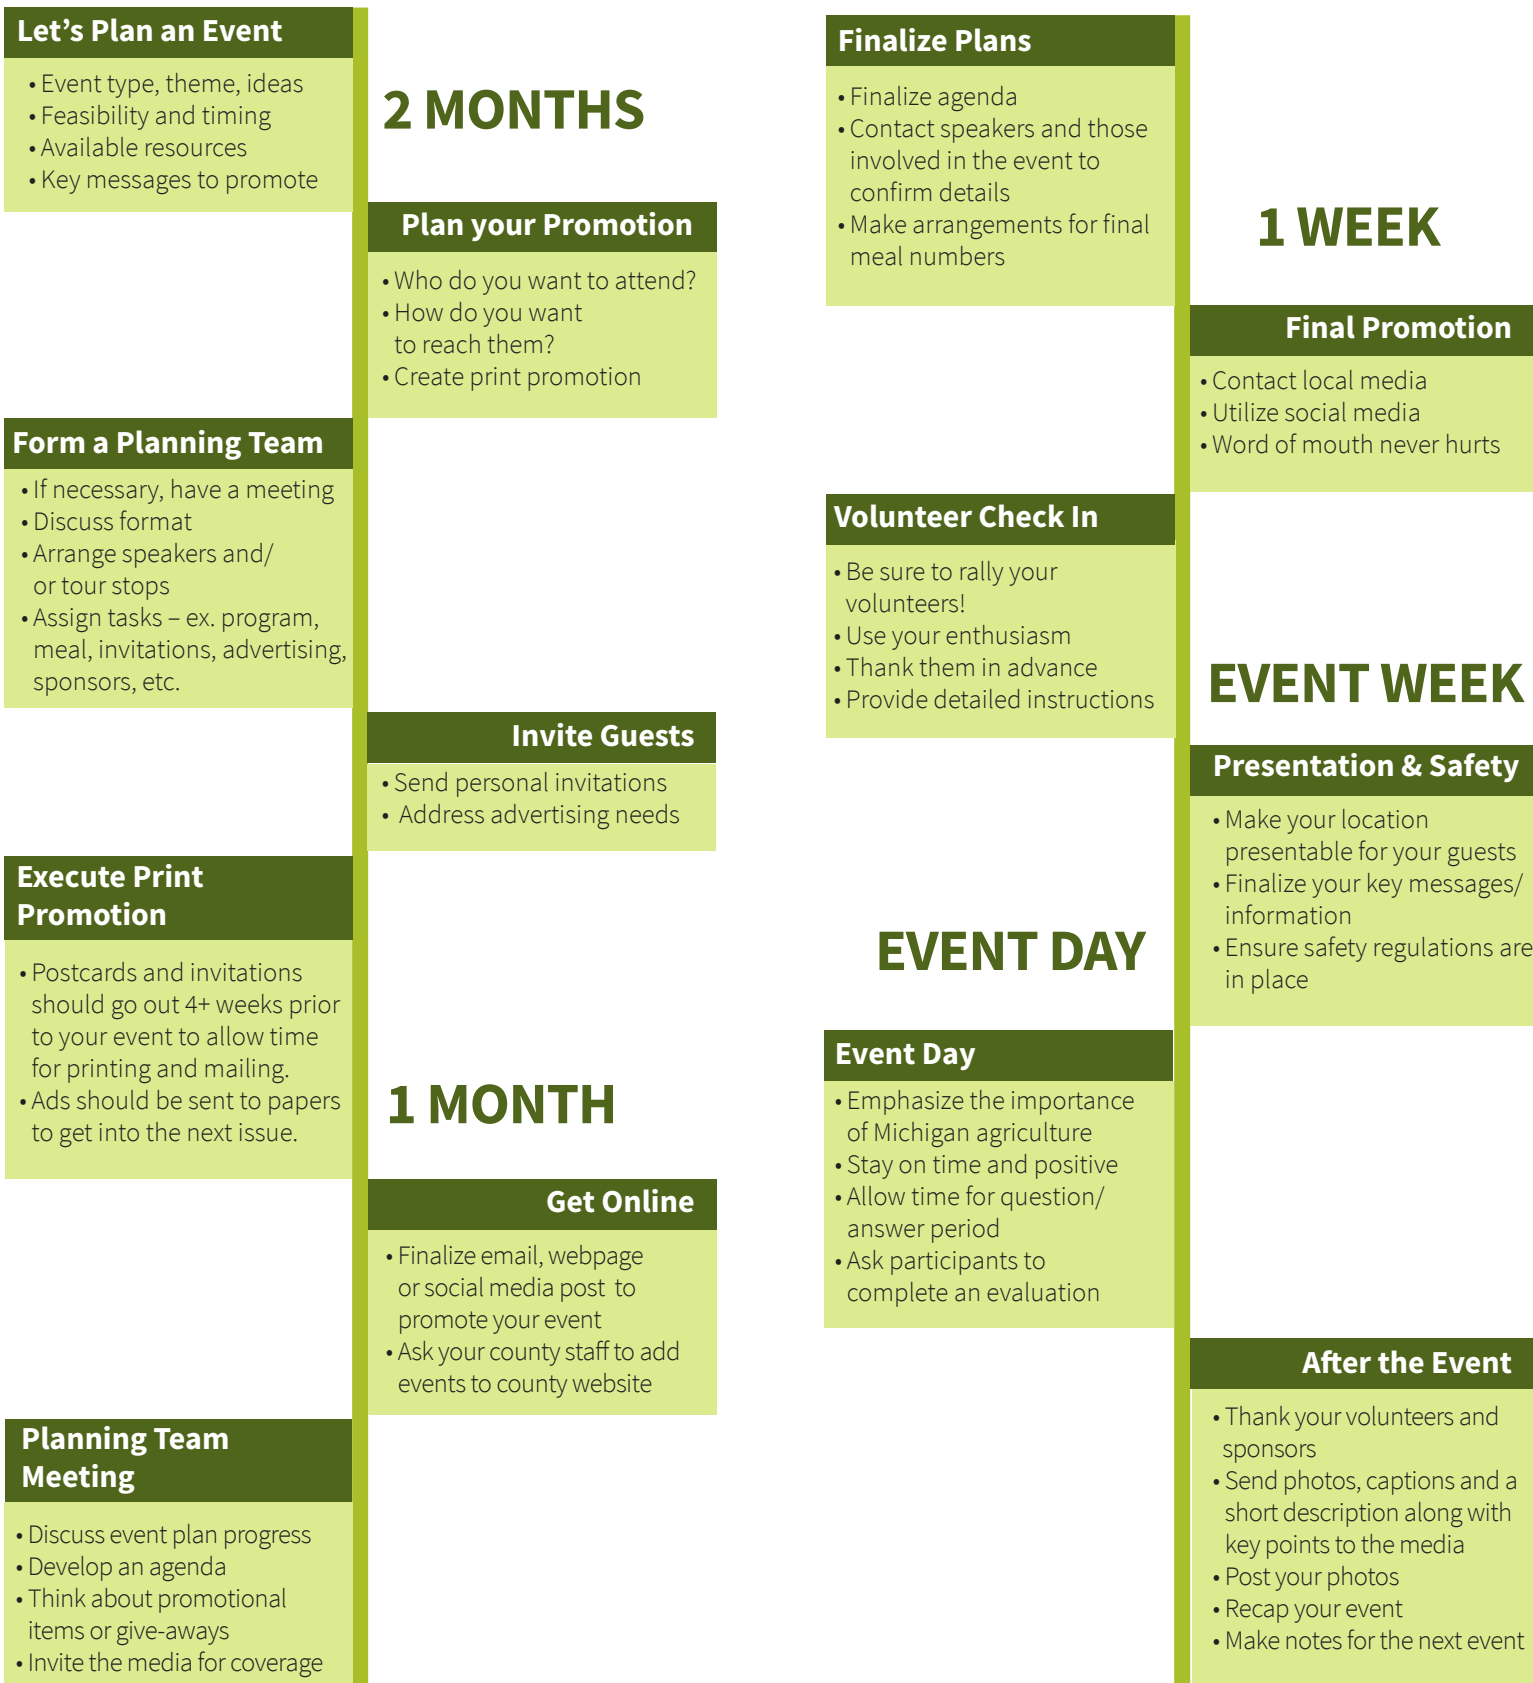 Let's Plan an Event
• Event type, theme, ideas
• Feasibility and timing
• Available resources
• Key messages to promote
2 MONTHS
Plan your Promotion
• Who do you want to attend?
• How do you want
to reach them?
• Create print promotion
Form a Planning Team
• If necessary, have a meeting
• Discuss format
• Arrange speakers and/
or tour stops
• Assign tasks – ex. program,
meal, invitations, advertising,
sponsors, etc.
Invite Guests
• Send personal invitations
• Address advertising needs
Execute Print
Promotion
• Postcards and invitations
should go out 4+ weeks prior
to your event to allow time
for printing and mailing.
• Ads should be sent to papers
to get into the next issue.
1 MONTH
Get Online
• Finalize email, webpage
or social media post to
promote your event
• Ask your county staff to add
events to county website
Planning Team
Meeting
• Discuss event plan progress
• Develop an agenda
• Think about promotional
items or give-aways
• Invite the media for coverage
Finalize Plans
• Finalize agenda
• Contact speakers and those
involved in the event to
confirm details
• Make arrangements for final
meal numbers
1 WEEK
Final Promotion
• Contact local media
• Utilize social media
• Word of mouth never hurts
Volunteer Check In
• Be sure to rally your
volunteers!
• Use your enthusiasm
• Thank them in advance
• Provide detailed instructions
EVENT WEEK
Presentation & Safety
• Make your location
presentable for your guests
• Finalize your key messages/
information
• Ensure safety regulations are
in place
EVENT DAY
Event Day
• Emphasize the importance
of Michigan agriculture
• Stay on time and positive
• Allow time for question/
answer period
• Ask participants to
complete an evaluation
After the Event
• Thank your volunteers and
sponsors
• Send photos, captions and a
short description along with
key points to the media
• Post your photos
• Recap your event
• Make notes for the next event